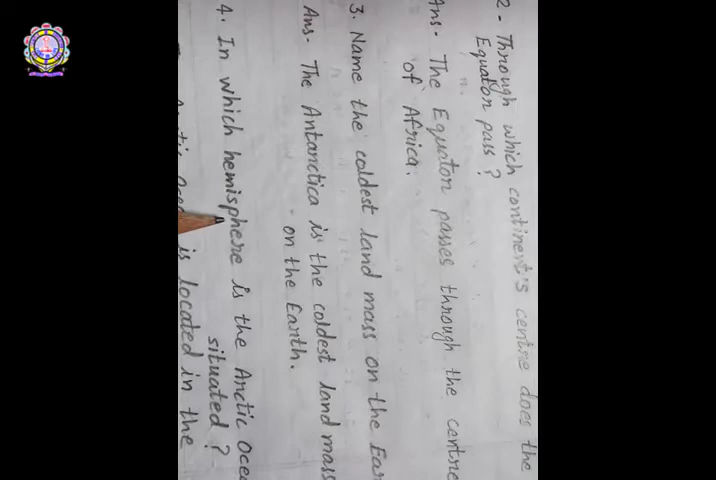 2- Through which continent's centre does the
Equator pass?
Ans- The Equator passes through the centre
of Africa.
3. Name the coldest land mass on the Ear
Ans- The Antarctica is the coldest land mass
on the Earth.
4. In which hemisphere is the Arctic Ocea
situated?
is located in the